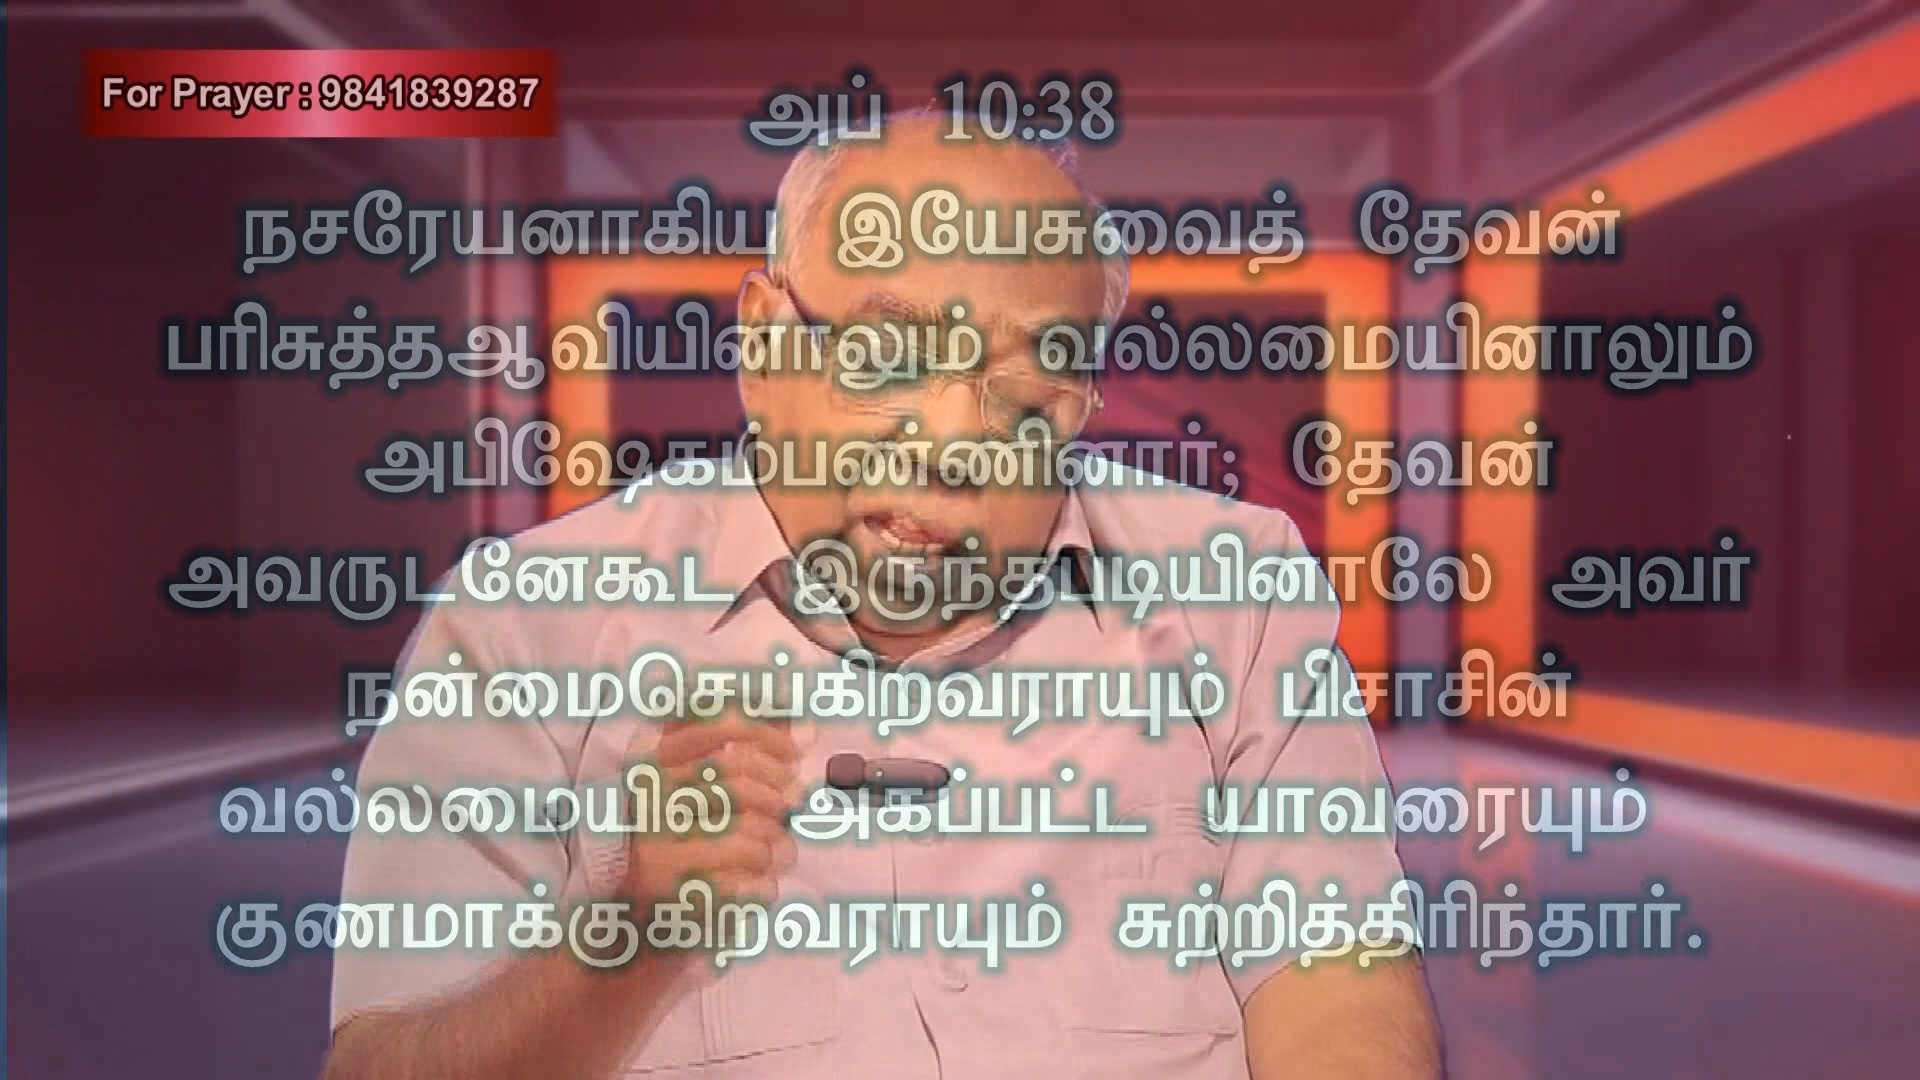 For Prayer : 9841839287
அப் 10:38
நசரேயனாகிய இயேசுவைத் தேவன்
பரிசுத்தஆவியினாலும் வல்லமையினாலும்
அபிஷேகம்பண்ணினார்; தேவன்
அவருடனேகூட இருந்தபடியினாலே அவர்
நன்மைசெய்கிறவராயும் பிசாசின்
வல்லமையில் அகப்பட்ட யாவரையும்
குணமாக்குகிறவராயும் சுற்றித்திரிந்தார்.